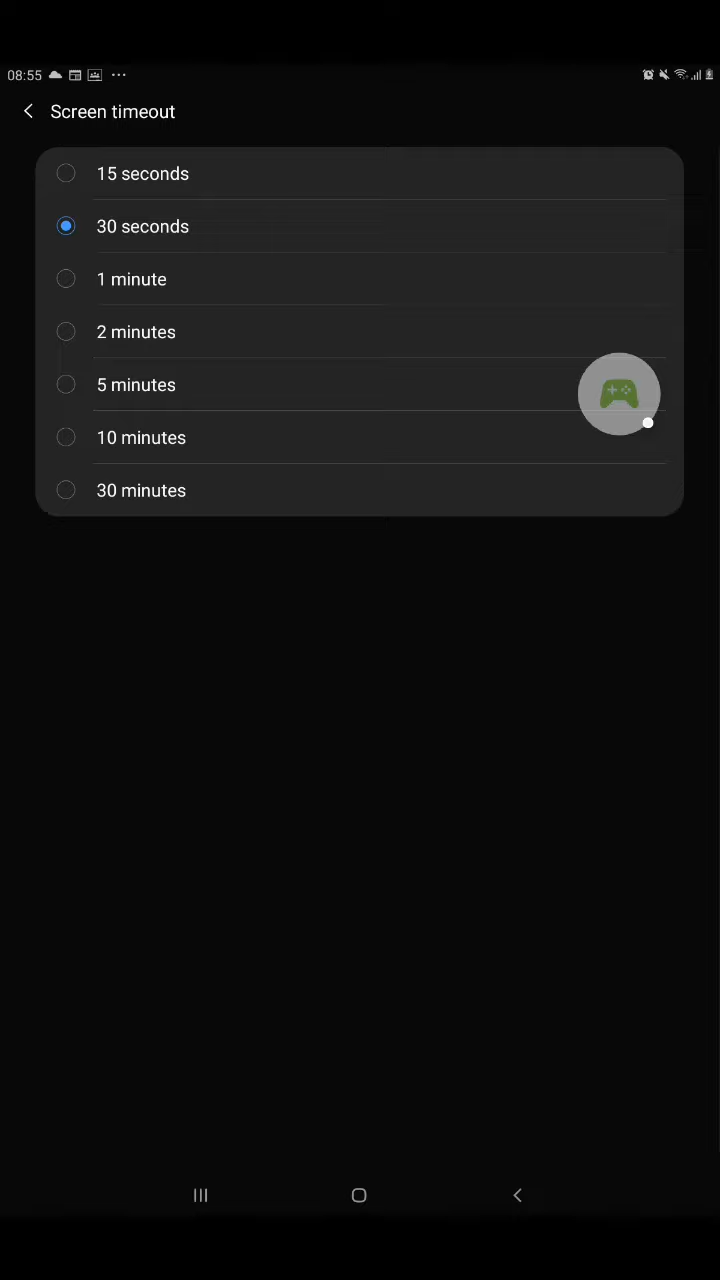 08:55
Screen timeout
15 seconds
30 seconds
1 minute
2 minutes
5 minutes
10 minutes
30 minutes